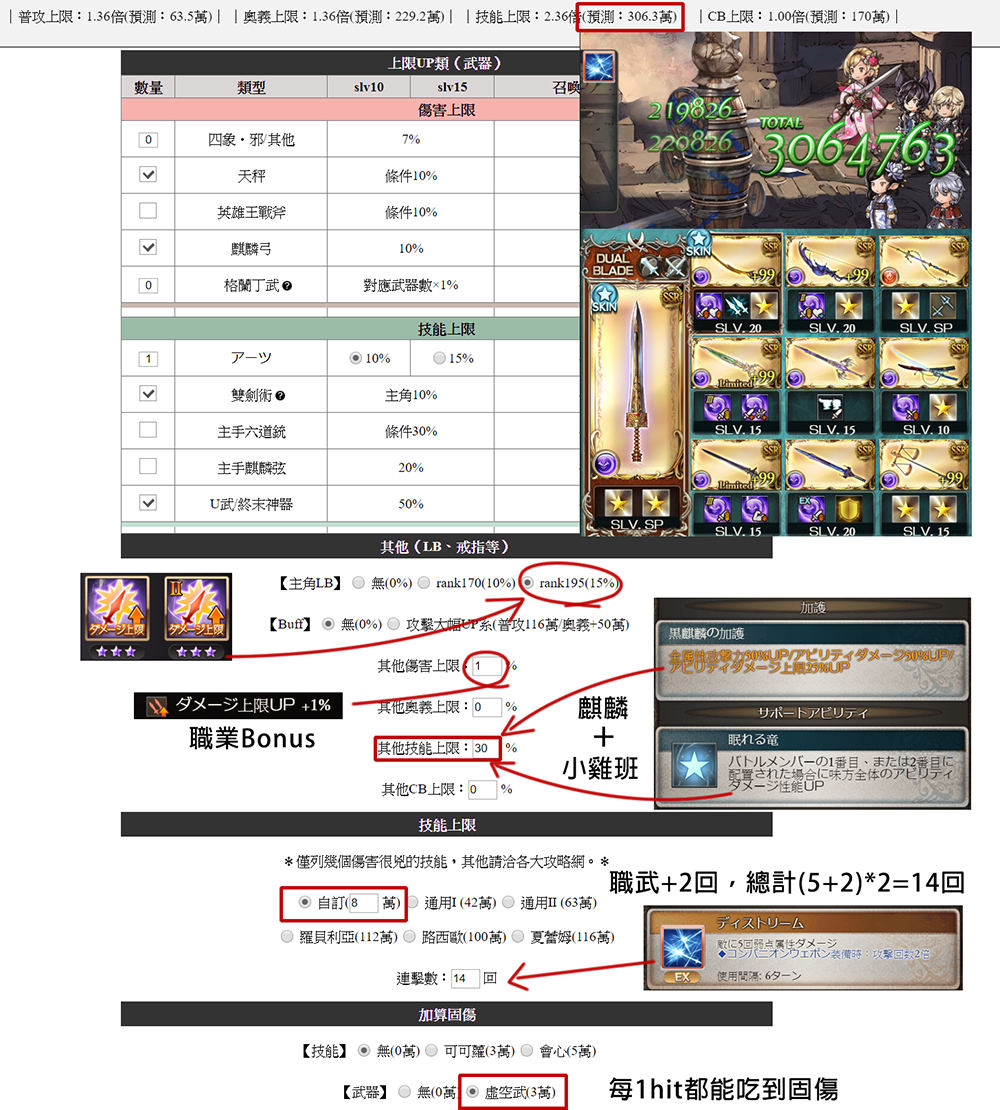 | 普攻上限：1.36倍(預測：63.5萬) | | 奧義上限：1.36倍(預測：229.2萬) | | 技能上限：2.36倍(預測：306.3萬) | CB上限：1.00倍(預測：170萬) |
上限UP類（武器）
數量 類型 slv10 slv15 召喚
傷害上限
0 四象・邪/其他 7%
天秤 條件10%
英雄王戰斧 條件10%
麒麟弓 10%
0 格蘭丁武 對應武器數×1%
技能上限
1 アーツ 10% 15%
雙劍術 主角10%
主手六道銃 條件30%
主手麒麟弦 20%
U武/終末神器 50%
219826
220826
TOTAL
3064763
DUAL BLADE
SKIN
SKIN
SSR
SLV. SP
SSR +99 SLV. 20
SSR +99 SLV. 20
SSR SLV. SP
SSR Limited +99 SLV. 15
SSR SLV. 15
SSR SLV. 10
SSR Limited +99 SLV. 15
SSR EX SLV. 20
SSR +99 SLV. 15
其他（LB、戒指等）
【主角LB】 無(0%) rank170(10%) rank195(15%)
【Buff】 無(0%) 攻擊大幅UP系(普攻116萬/奧義+50萬)
其他傷害上限：1 %
其他奧義上限：0 %
其他技能上限：30 %
其他CB上限：0 %
ダメージ上限
II ダメージ上限
ダメージ上限UP +1%
職業Bonus
麒麟
＋
小雞班
加護
黒麒麟の加護
全属性攻撃力50%UP/アビリティダメージ50%UP/
アビリティダメージ上限25%UP
サポートアビリティ
眠れる竜
バトルメンバーの1番目、または2番目に
配置された場合に味方全体のアビリティ
ダメージ性能UP
技能上限
＊僅列幾個傷害很兇的技能，其他請洽各大攻略網。＊
自訂(8 萬) 通用I (42萬) 通用II (63萬)
羅貝利亞(112萬) 路西歐(100萬) 夏蕾姆(116萬)
連擊數：14 回
職武+2回，總計(5+2)*2=14回
ディストリーム
敵に5回弱点属性ダメージ
◆コンパニオンウェポン装備時：攻撃回数2倍
使用間隔: 6ターン
EX
加算固傷
【技能】 無(0萬) 可可蘿(3萬) 會心(5萬)
【武器】 無(0萬) 虛空武(3萬)
每1hit都能吃到固傷